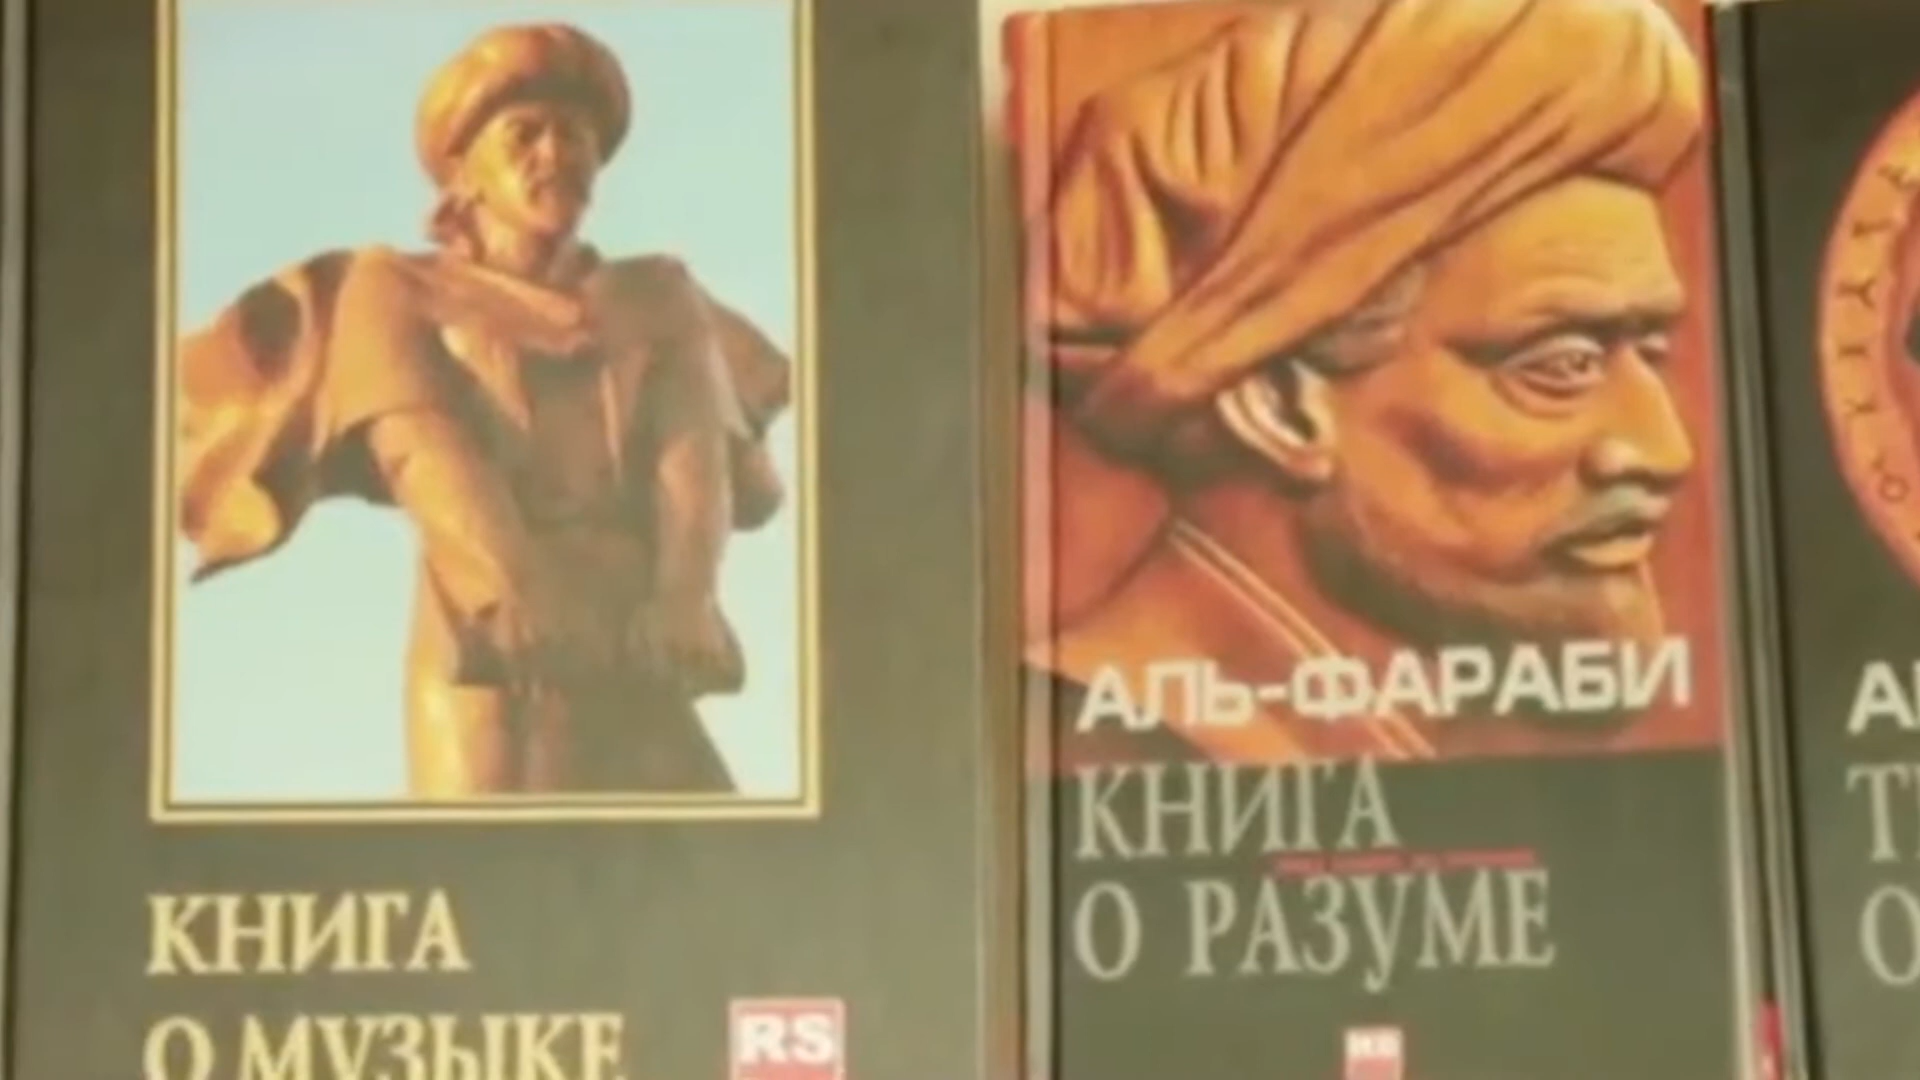 КНИГА
О МУЗЫКЕ
RS
АЛЬ-ФАРАБИ
КНИГА
О РАЗУМЕ